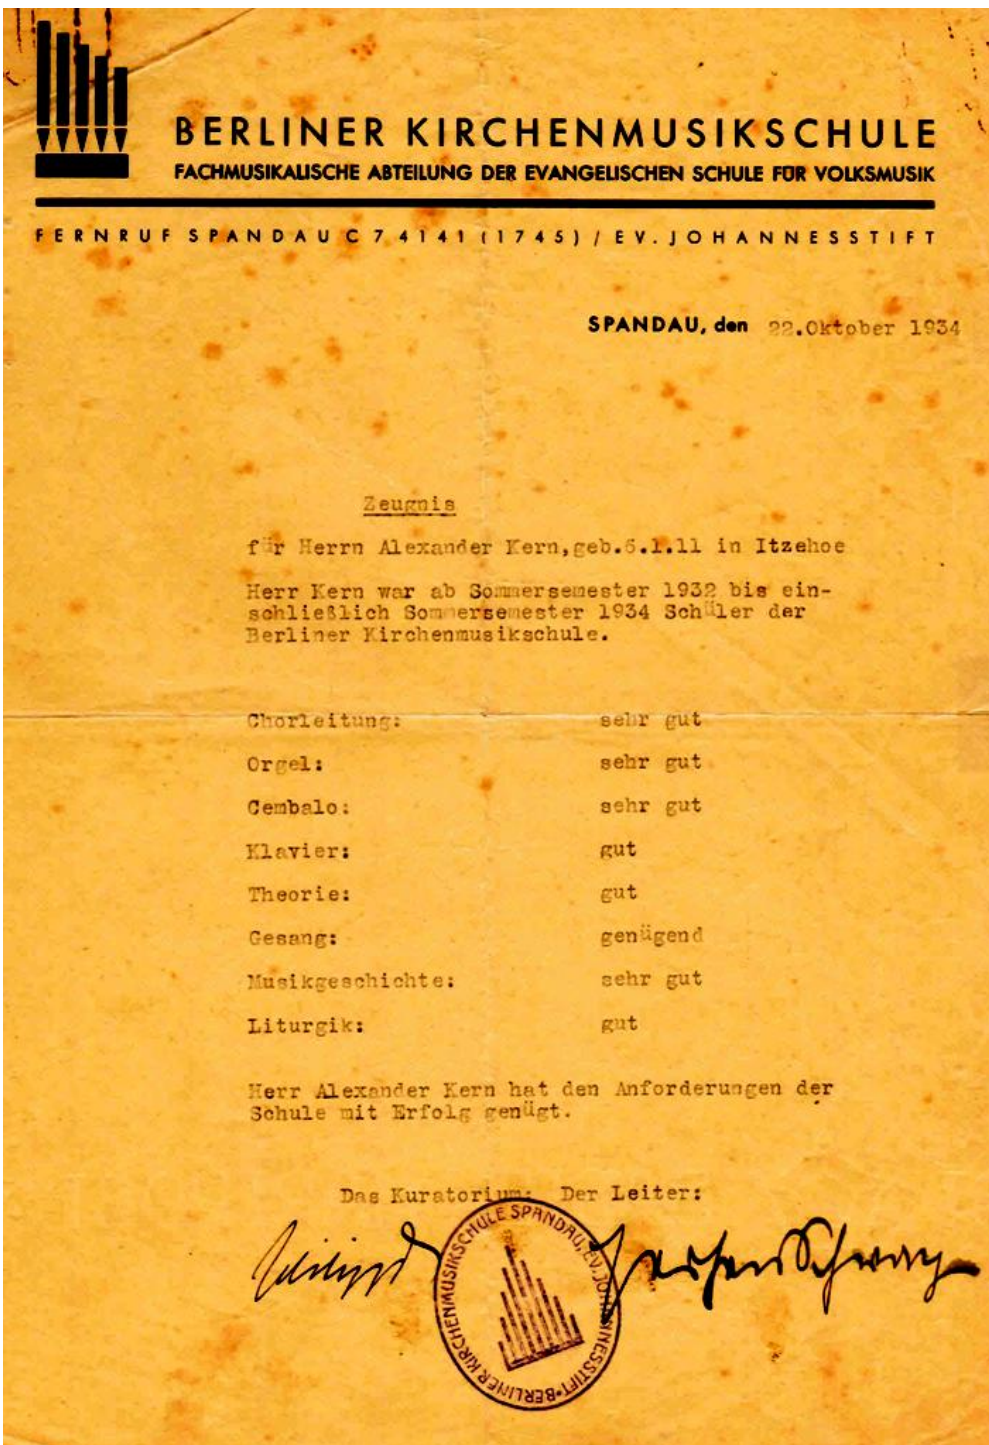 BERLINER KIRCHENMUSIKSCHULE
FACHMUSIKALISCHE ABTEILUNG DER EVANGELISCHEN SCHULE FÜR VOLKSMUSIK
FERNRUF SPANDAU C 7 4141 (1745) / EV. JOHANNESSTIFT
SPANDAU, den 22.Oktober 1934
Zeugnis
für Herrn Alexander Kern, geb. .1.11 in Itzehoe
Herr Kern war ab Sommersemester 1932 bis ein-
schließlich Sommersemester 1934 Schüler der
Berliner Kirchenmusikschule.
Chorleitung: sehr gut
Orgel: sehr gut
Cembalo: sehr gut
Klavier: gut
Theorie: gut
Gesang: genügend
Musikgeschichte: sehr gut
Liturgik: gut
Herr Alexander Kern hat den Anforderungen der
Schule mit Erfolg genügt.
Das Kuratorium: Der Leiter:
BERLINER KIRCHENMUSIKSCHULE SPANDAU, EV. JOHANNESSTIFT